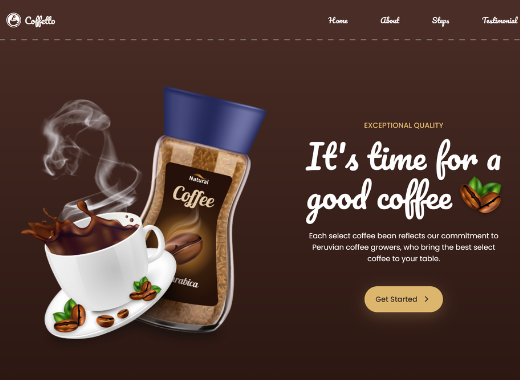 Coffetto
Home
About
Steps
Testimonial
EXCEPTIONAL QUALITY
It's time for a
good coffee
Each select coffee bean reflects our commitment to
Peruvian coffee growers, who bring the best select
coffee to your table.
Get Started
Natural
Coffee
Arabica